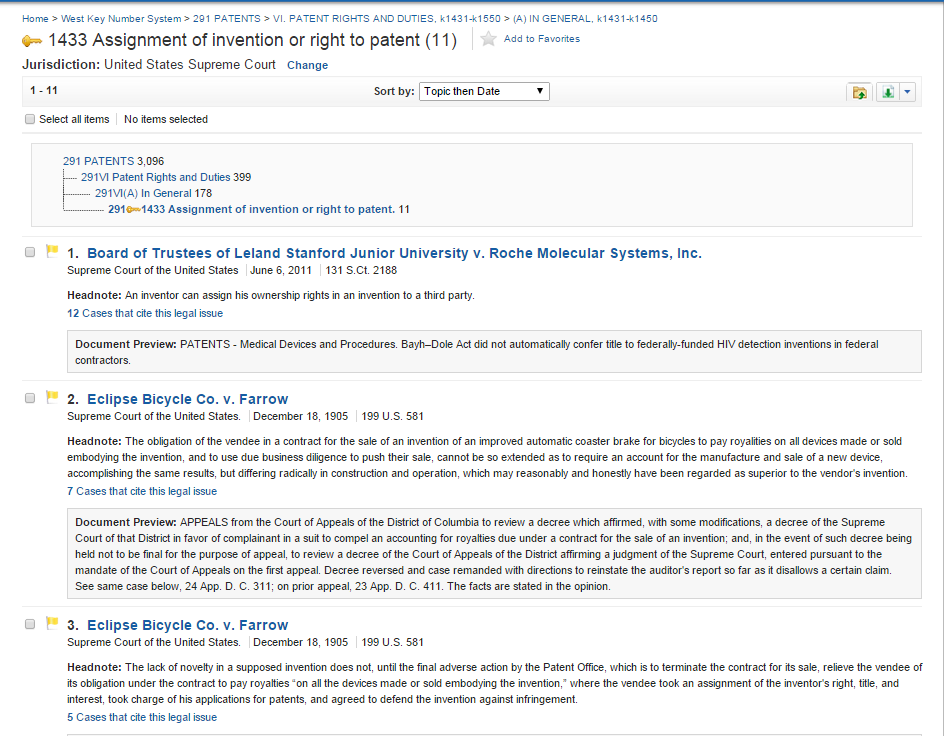 Home > West Key Number System > 291 PATENTS > VI. PATENT RIGHTS AND DUTIES, k1431-k1550 > (A) IN GENERAL, k1431-k1450
1433 Assignment of invention or right to patent (11) Add to Favorites
Jurisdiction: United States Supreme Court Change
1 - 11 Sort by: Topic then Date
Select all items No items selected
291 PATENTS 3,096
291VI Patent Rights and Duties 399
291VI(A) In General 178
291 1433 Assignment of invention or right to patent. 11
1. Board of Trustees of Leland Stanford Junior University v. Roche Molecular Systems, Inc.
Supreme Court of the United States June 6, 2011 131 S.Ct. 2188
Headnote: An inventor can assign his ownership rights in an invention to a third party.
12 Cases that cite this legal issue
Document Preview: PATENTS - Medical Devices and Procedures. Bayh–Dole Act did not automatically confer title to federally-funded HIV detection inventions in federal
contractors.
2. Eclipse Bicycle Co. v. Farrow
Supreme Court of the United States. December 18, 1905 199 U.S. 581
Headnote: The obligation of the vendee in a contract for the sale of an invention of an improved automatic coaster brake for bicycles to pay royalities on all devices made or sold
embodying the invention, and to use due business diligence to push their sale, cannot be so extended as to require an account for the manufacture and sale of a new device,
accomplishing the same results, but differing radically in construction and operation, which may reasonably and honestly have been regarded as superior to the vendor's invention.
7 Cases that cite this legal issue
Document Preview: APPEALS from the Court of Appeals of the District of Columbia to review a decree which affirmed, with some modifications, a decree of the Supreme
Court of that District in favor of complainant in a suit to compel an accounting for royalties due under a contract for the sale of an invention; and, in the event of such decree being
held not to be final for the purpose of appeal, to review a decree of the Court of Appeals of the District affirming a judgment of the Supreme Court, entered pursuant to the
mandate of the Court of Appeals on the first appeal. Decree reversed and case remanded with directions to reinstate the auditor's report so far as it disallows a certain claim.
See same case below, 24 App. D. C. 311; on prior appeal, 23 App. D. C. 411. The facts are stated in the opinion.
3. Eclipse Bicycle Co. v. Farrow
Supreme Court of the United States. December 18, 1905 199 U.S. 581
Headnote: The lack of novelty in a supposed invention does not, until the final adverse action by the Patent Office, which is to terminate the contract for its sale, relieve the vendee of
its obligation under the contract to pay royalties “on all the devices made or sold embodying the invention,” where the vendee took an assignment of the inventor's right, title, and
interest, took charge of his applications for patents, and agreed to defend the invention against infringement.
5 Cases that cite this legal issue